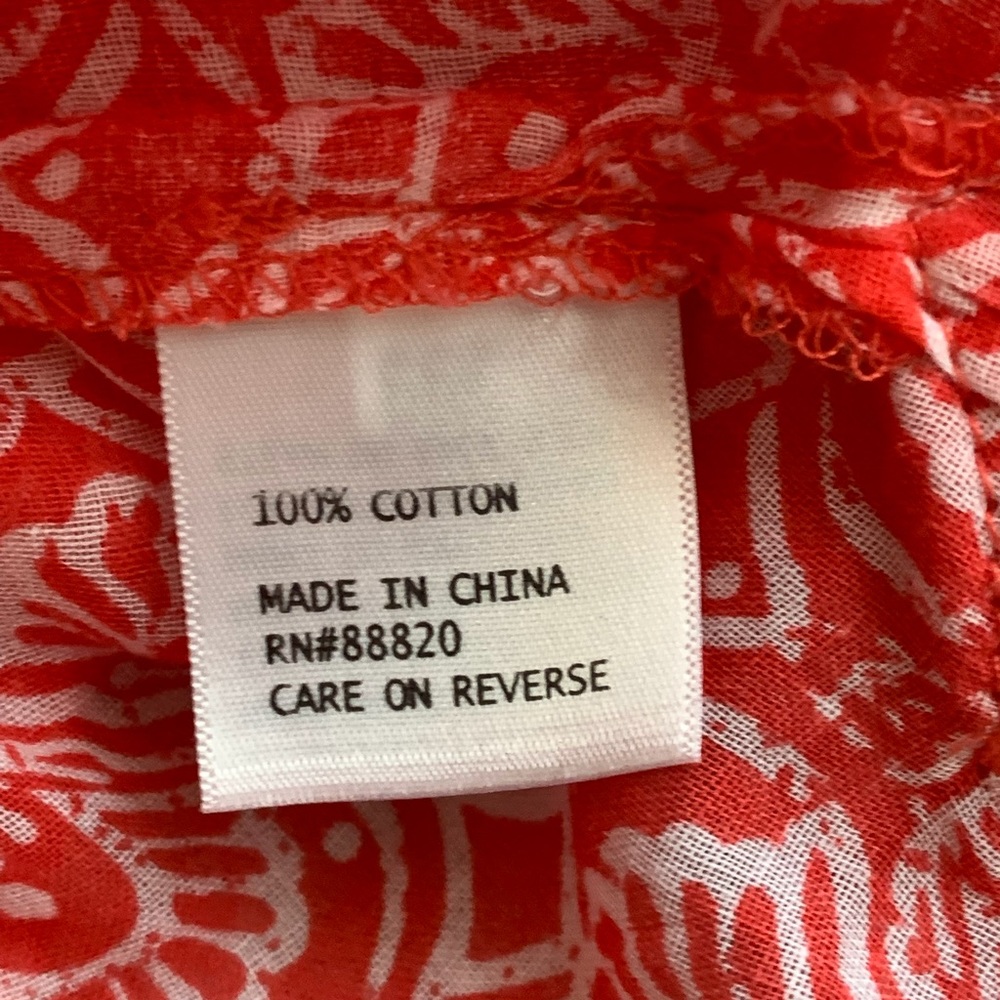 100% COTTON
MADE IN CHINA
RN#88820
CARE ON REVERSE